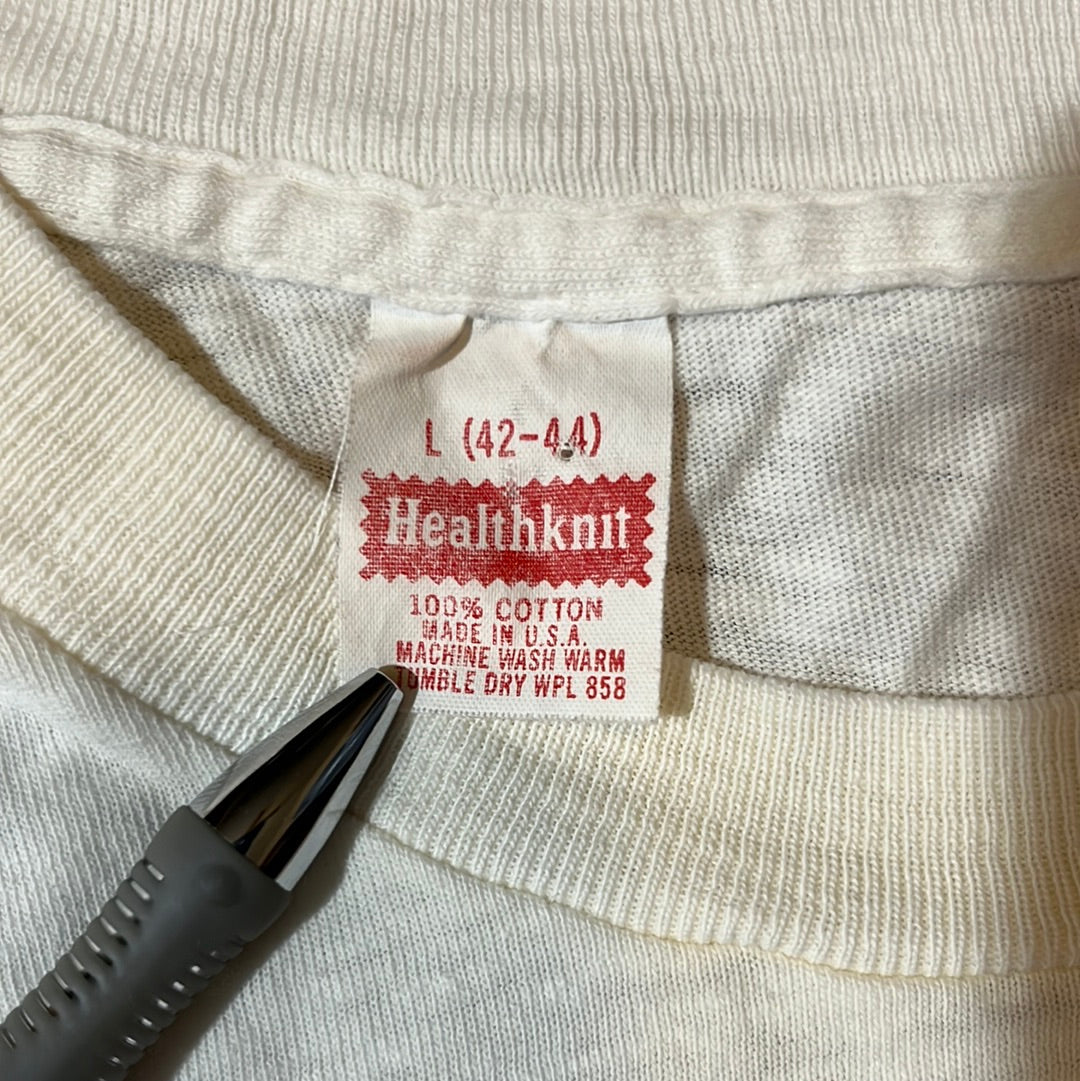 L (42-44)
Healthknit
100% COTTON
MADE IN U.S.A.
MACHINE WASH WARM
TUMBLE DRY WPL 858